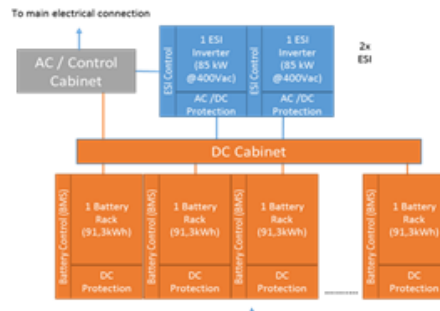 To main electrical connection
AC / Control
Cabinet
ESI Control
1 ESI
Inverter
(85 kW
@400Vac)
AC /DC
Protection
ESI Control
1 ESI
Inverter
(85 kW
@400Vac)
AC /DC
Protection
2x
ESI
DC Cabinet
Battery Control (BMS)
1 Battery
Rack
(91,3kWh)
DC
Protection
Battery Control (BMS)
1 Battery
Rack
(91,3kWh)
DC
Protection
Battery Control (BMS)
1 Battery
Rack
(91,3kWh)
DC
Protection
Battery Control (BMS)
1 Battery
Rack
(91,3kWh)
DC
Protection